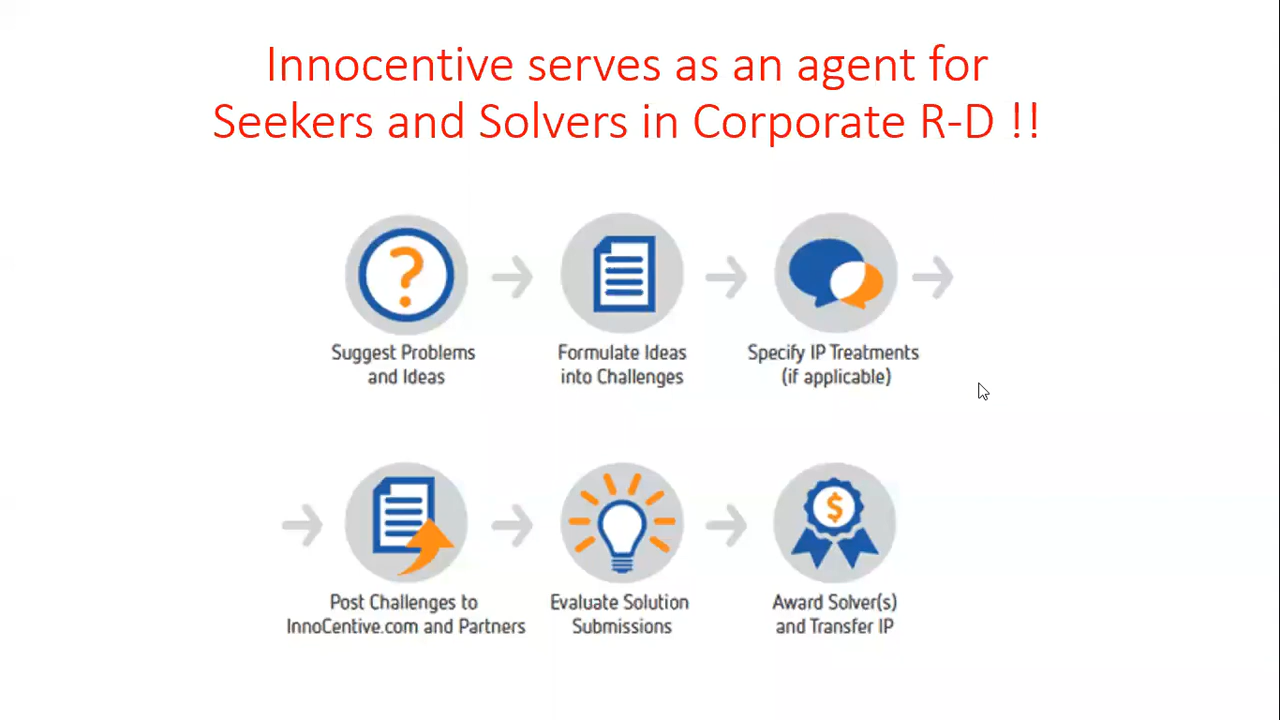 Innocentive serves as an agent for
Seekers and Solvers in Corporate R-D !!
Suggest Problems
and Ideas
Formulate Ideas
into Challenges
Specify IP Treatments
(if applicable)
Post Challenges to
InnoCentive.com and Partners
Evaluate Solution
Submissions
Award Solver(s)
and Transfer IP